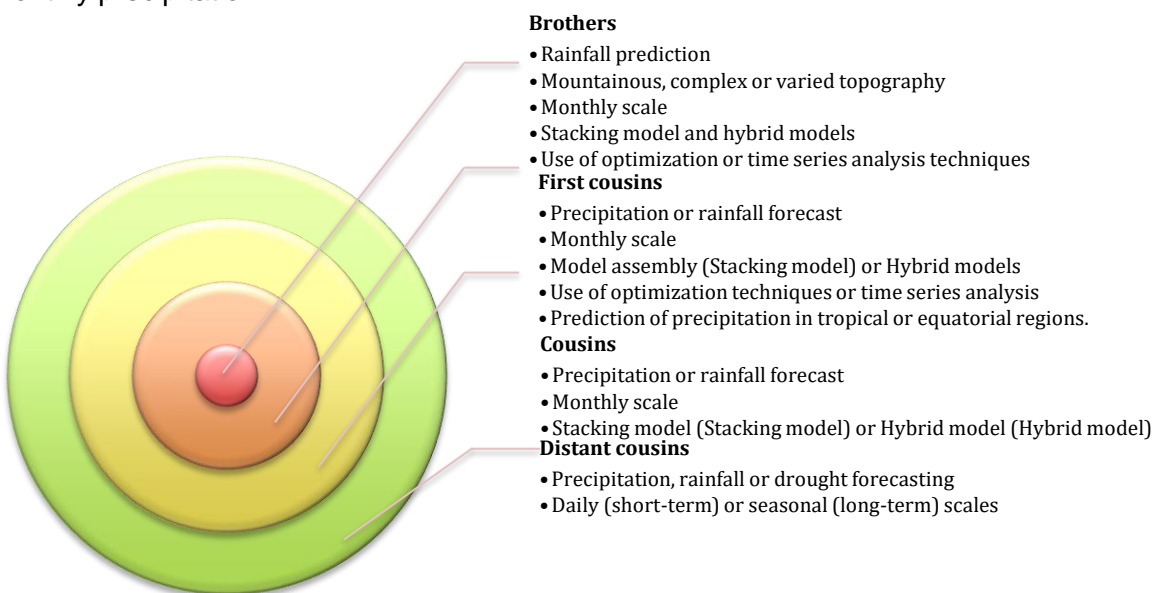 Brothers
•Rainfall prediction
•Mountainous, complex or varied topography
•Monthly scale
•Stacking model and hybrid models
•Use of optimization or time series analysis techniques
First cousins
•Precipitation or rainfall forecast
•Monthly scale
•Model assembly (Stacking model) or Hybrid models
•Use of optimization techniques or time series analysis
•Prediction of precipitation in tropical or equatorial regions.
Cousins
•Precipitation or rainfall forecast
•Monthly scale
•Stacking model (Stacking model) or Hybrid model (Hybrid model)
Distant cousins
•Precipitation, rainfall or drought forecasting
•Daily (short-term) or seasonal (long-term) scales